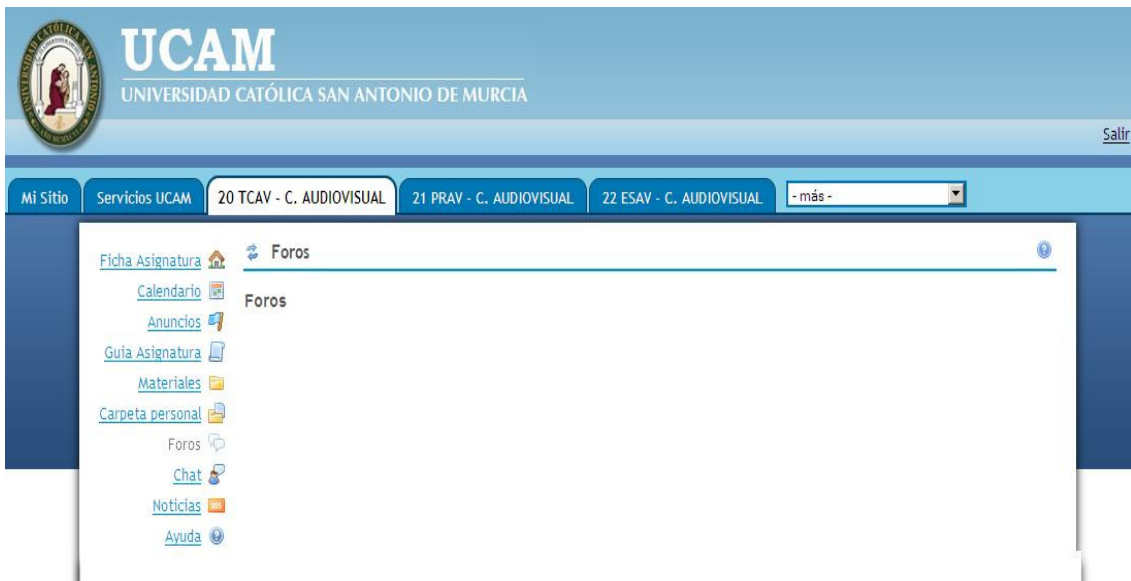 UCAM
UNIVERSIDAD CATÓLICA SAN ANTONIO DE MURCIA
Salir
Mi Sitio
Servicios UCAM
20 TCAV - C. AUDIOVISUAL
21 PRAV - C. AUDIOVISUAL
22 ESAV - C. AUDIOVISUAL
- más -
Ficha Asignatura
Calendario
Anuncios
Guia Asignatura
Materiales
Carpeta personal
Foros
Chat
Noticias
Ayuda
Foros
Foros